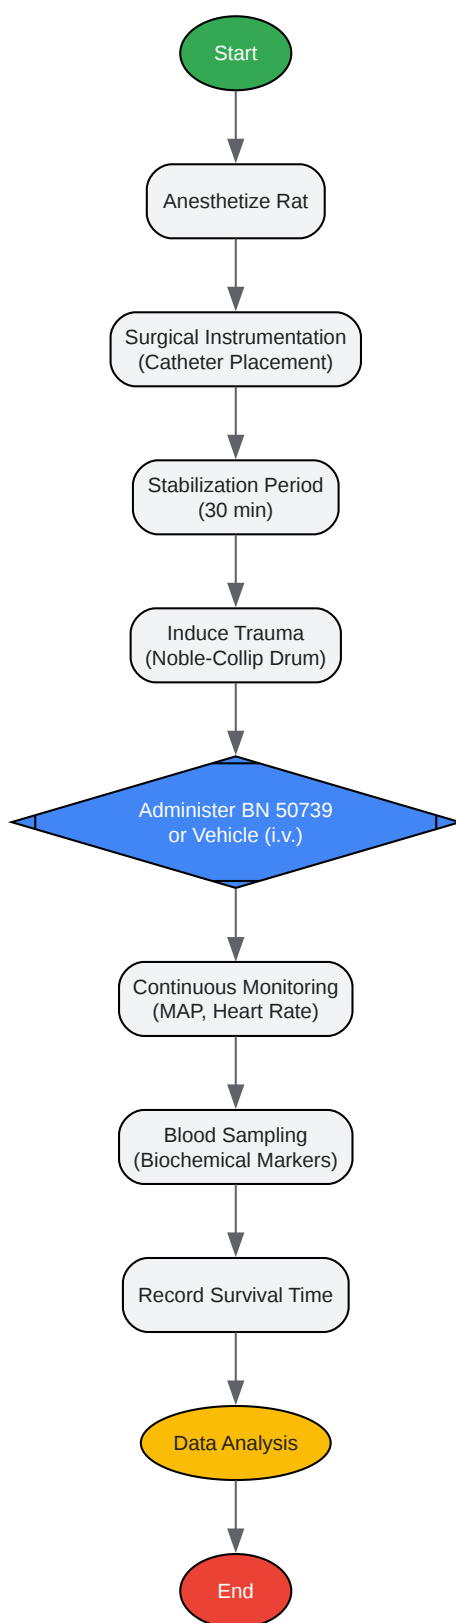 Start
Anesthetize Rat
Surgical Instrumentation
(Catheter Placement)
Stabilization Period
(30 min)
Induce Trauma
(Noble-Collip Drum)
Administer BN 50739
or Vehicle (i.v.)
Continuous Monitoring
(MAP, Heart Rate)
Blood Sampling
(Biochemical Markers)
Record Survival Time
Data Analysis
End